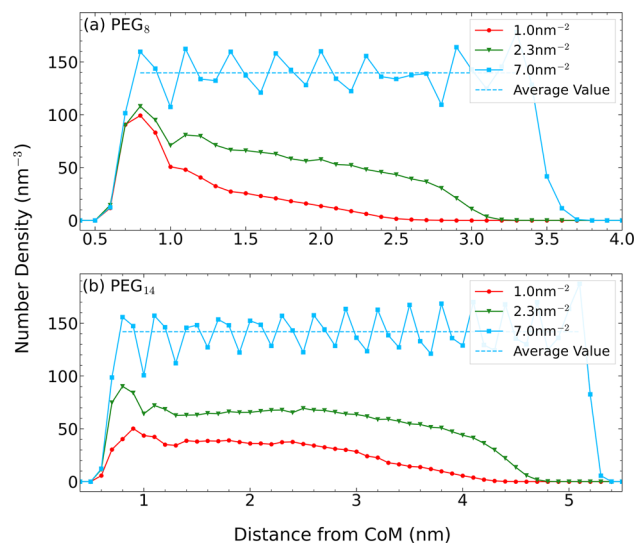 (a) PEG₈
1.0nm⁻²
2.3nm⁻²
7.0nm⁻²
Average Value
150
100
50
0
0.5 1.0 1.5 2.0 2.5 3.0 3.5 4.0
Number Density (nm⁻³)
(b) PEG₁₄
1.0nm⁻²
2.3nm⁻²
7.0nm⁻²
Average Value
150
100
50
0
1 2 3 4 5
Distance from CoM (nm)